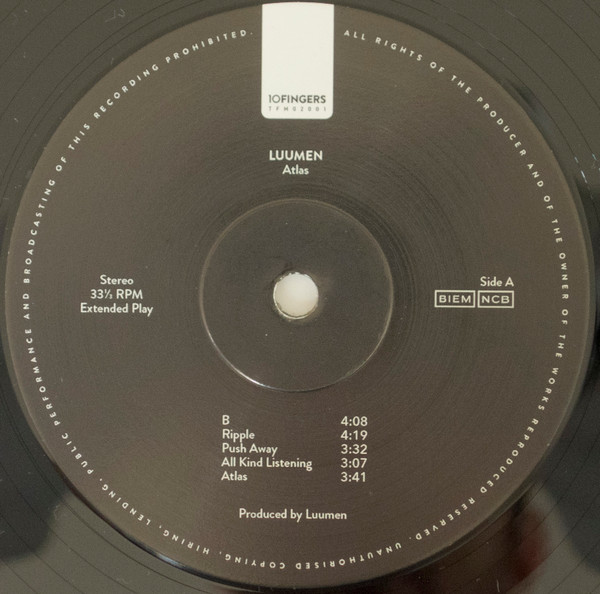 10FINGERS
TFM02001
LUUMEN
Atlas
Stereo
33⅓ RPM
Extended Play
Side A
BIEM NCB
B 4:08
Ripple 4:19
Push Away 3:32
All Kind Listening 3:07
Atlas 3:41
Produced by Luumen
ALL RIGHTS OF THE PRODUCER AND OF THE OWNER OF THE WORKS REPRODUCED RESERVED. UNAUTHORISED COPYING, HIRING, LENDING, PUBLIC PERFORMANCE AND BROADCASTING OF THIS RECORDING PROHIBITED.